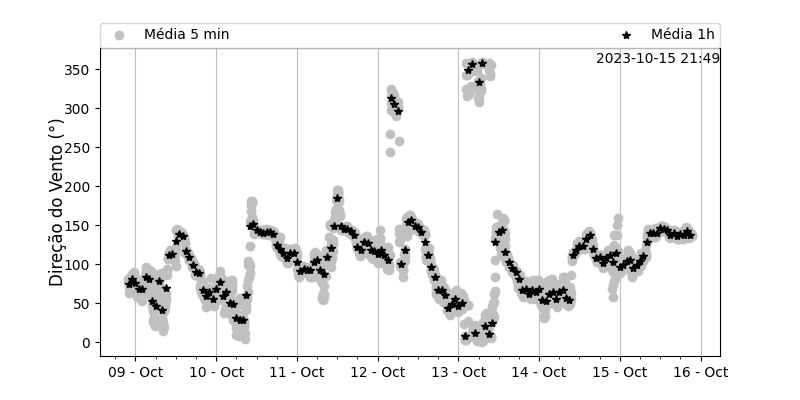 Média 5 min
Média 1h
2023-10-15 21:49
Direção do Vento (°)
350
300
250
200
150
100
50
0
09 - Oct
10 - Oct
11 - Oct
12 - Oct
13 - Oct
14 - Oct
15 - Oct
16 - Oct